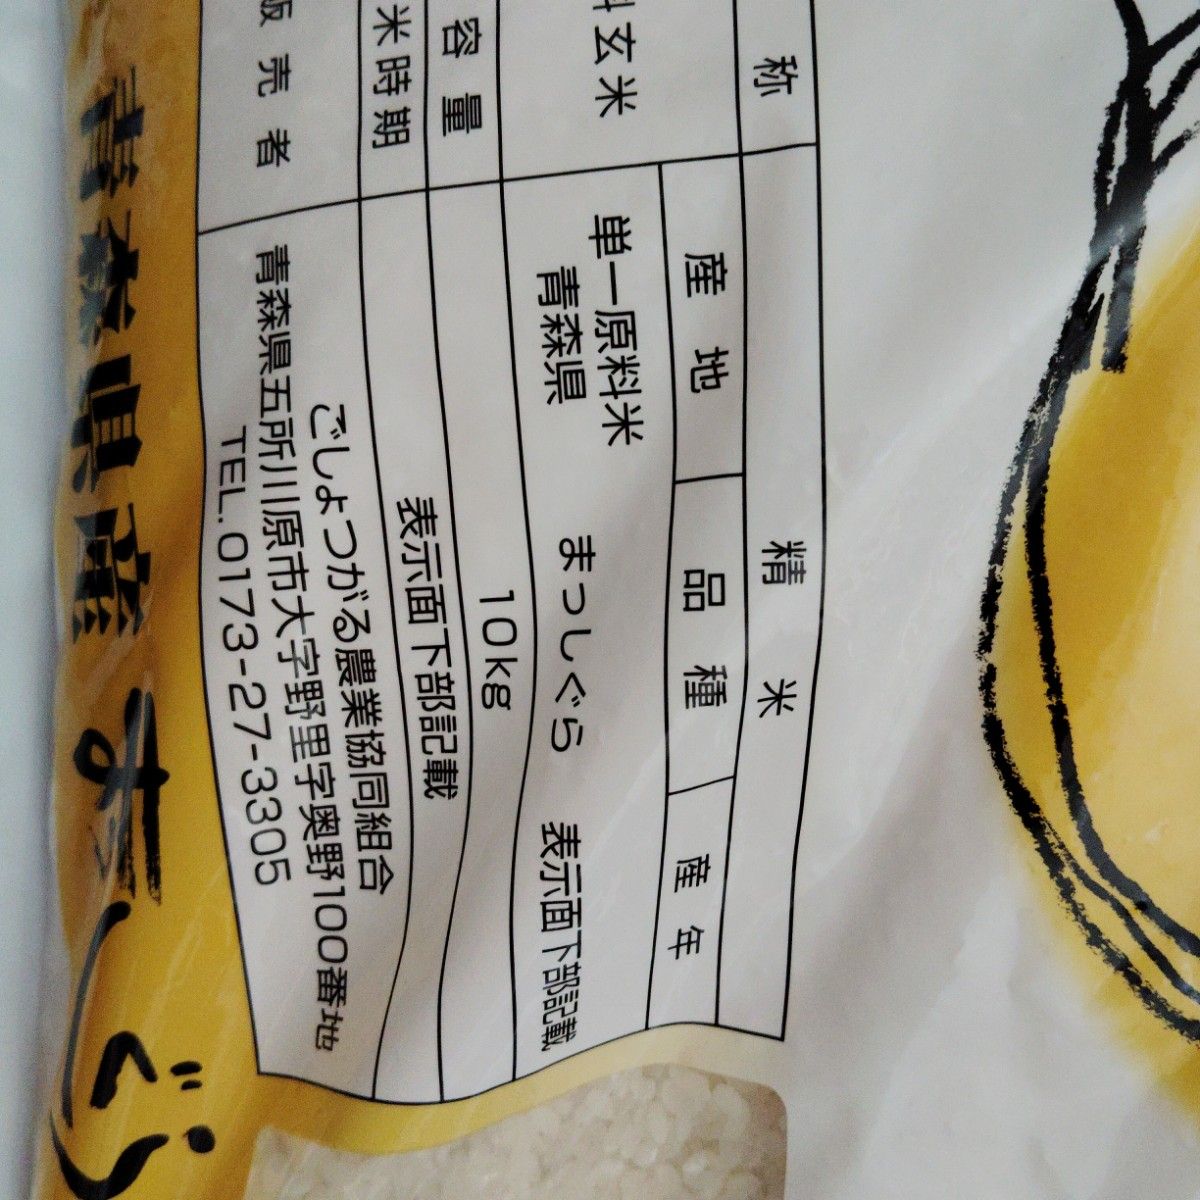 称 精米
料玄米 産地 品種 産年
単一原料米
青森県 まっしぐら 表示面下部記載
容量 10kg
米時期 表示面下部記載
販売者 ごしょつがる農業協同組合
青森県五所川原市大字野里字奥野100番地
TEL.0173-27-3305
青森県産 まっしぐら